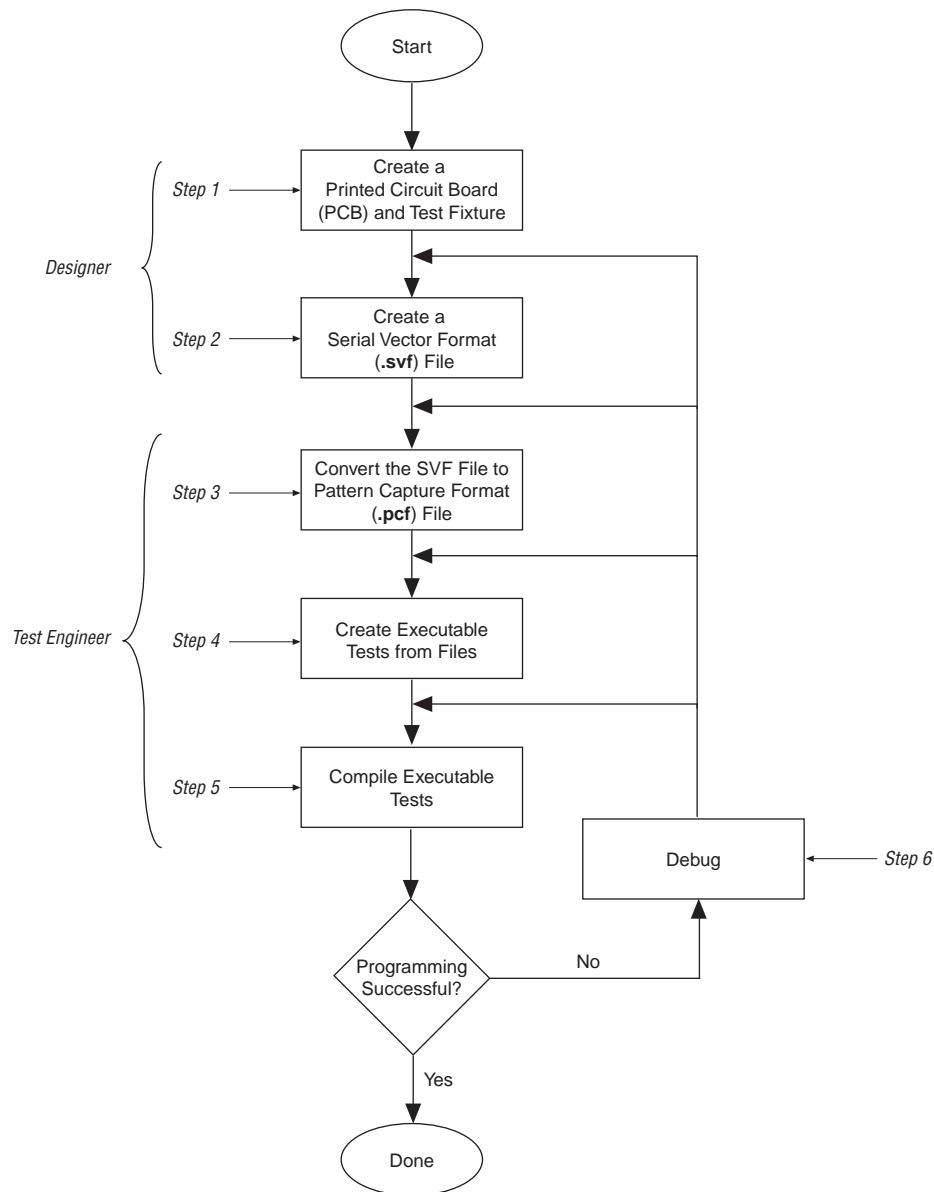 Start
Step 1
Create a
Printed Circuit Board
(PCB) and Test Fixture
Designer
Step 2
Create a
Serial Vector Format
(.svf) File
Step 3
Convert the SVF File to
Pattern Capture Format
(.pcf) File
Test Engineer
Step 4
Create Executable
Tests from Files
Step 5
Compile Executable
Tests
Debug
Step 6
Programming
Successful?
No
Yes
Done